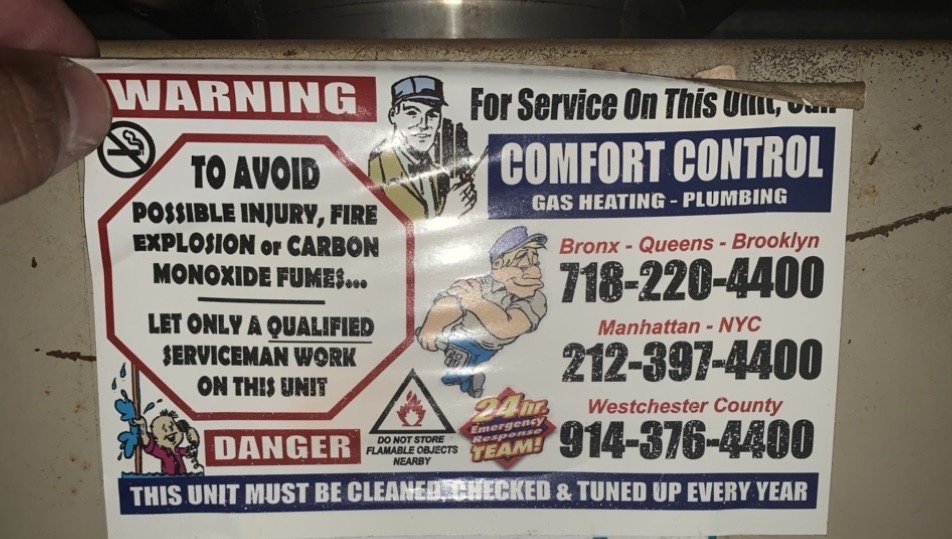 WARNING
TO AVOID
POSSIBLE INJURY, FIRE
EXPLOSION or CARBON
MONOXIDE FUMES...
LET ONLY A QUALIFIED
SERVICEMAN WORK
ON THIS UNIT
DANGER
DO NOT STORE
FLAMABLE OBJECTS
NEARBY
For Service On This Unit,
COMFORT CONTROL
GAS HEATING - PLUMBING
Bronx - Queens - Brooklyn
718-220-4400
Manhattan - NYC
212-397-4400
Westchester County
914-376-4400
24hr.
Emergency
Response
TEAM!
THIS UNIT MUST BE CLEANED, CHECKED & TUNED UP EVERY YEAR